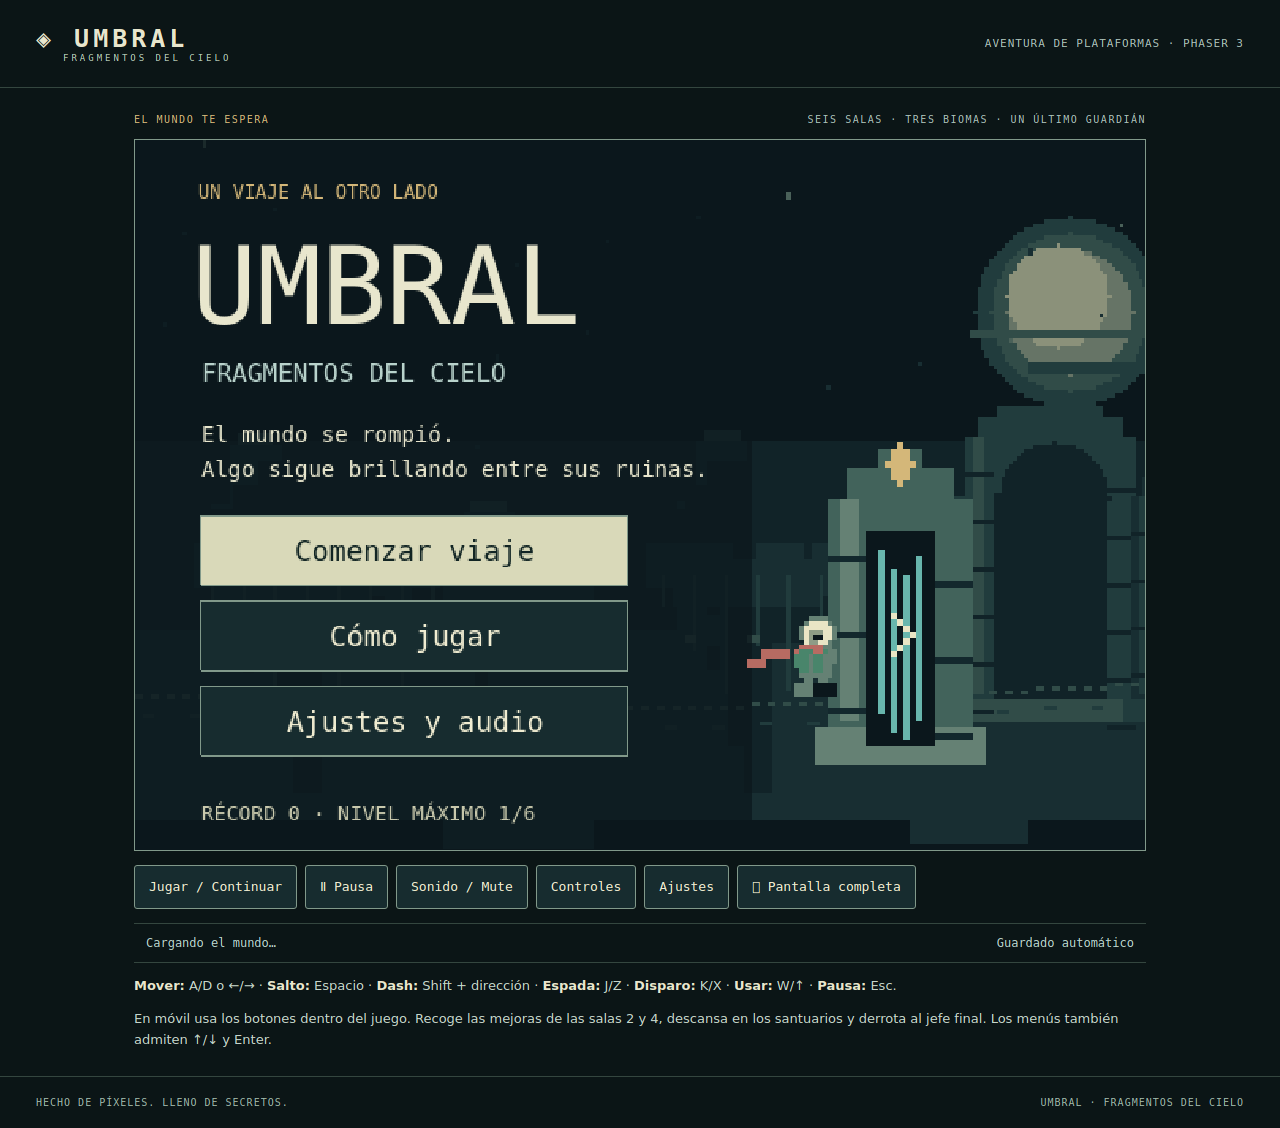 ◈ UMBRAL
FRAGMENTOS DEL CIELO
AVENTURA DE PLATAFORMAS · PHASER 3
EL MUNDO TE ESPERA
SEIS SALAS · TRES BIOMAS · UN ÚLTIMO GUARDIÁN
UN VIAJE AL OTRO LADO
UMBRAL
FRAGMENTOS DEL CIELO
El mundo se rompió.
Algo sigue brillando entre sus ruinas.
Comenzar viaje
Cómo jugar
Ajustes y audio
RÉCORD 0 · NIVEL MÁXIMO 1/6
Jugar / Continuar
Ⅱ Pausa
Sonido / Mute
Controles
Ajustes
Pantalla completa
Cargando el mundo…
Guardado automático
Mover: A/D o ←/→ · Salto: Espacio · Dash: Shift + dirección · Espada: J/Z · Disparo: K/X · Usar: W/↑ · Pausa: Esc.
En móvil usa los botones dentro del juego. Recoge las mejoras de las salas 2 y 4, descansa en los santuarios y derrota al jefe final. Los menús también
admiten ↑/↓ y Enter.
HECHO DE PÍXELES. LLENO DE SECRETOS.
UMBRAL · FRAGMENTOS DEL CIELO